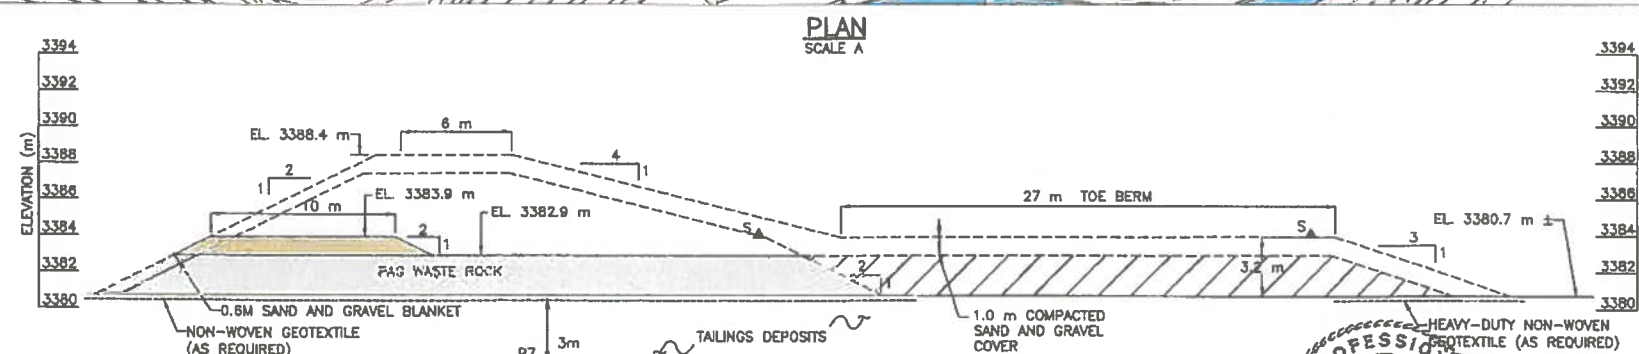 PLAN
SCALE A
3394
3392
3390
3388
3386
3384
3382
3380
ELEVATION (m)
3394
3392
3390
3388
3386
3384
3382
3380
EL. 3388.4 m
6 m
2
1
4
1
EL. 3383.9 m
10 m
EL. 3382.9 m
2
1
27 m TOE BERM
EL. 3380.7 m ±
S
S
3
1
3.2 m
2
1
PAG WASTE ROCK
0.6M SAND AND GRAVEL BLANKET
NON-WOVEN GEOTEXTILE
(AS REQUIRED)
3m
TAILINGS DEPOSITS
1.0 m COMPACTED
SAND AND GRAVEL
COVER
HEAVY-DUTY NON-WOVEN
GEOTEXTILE (AS REQUIRED)